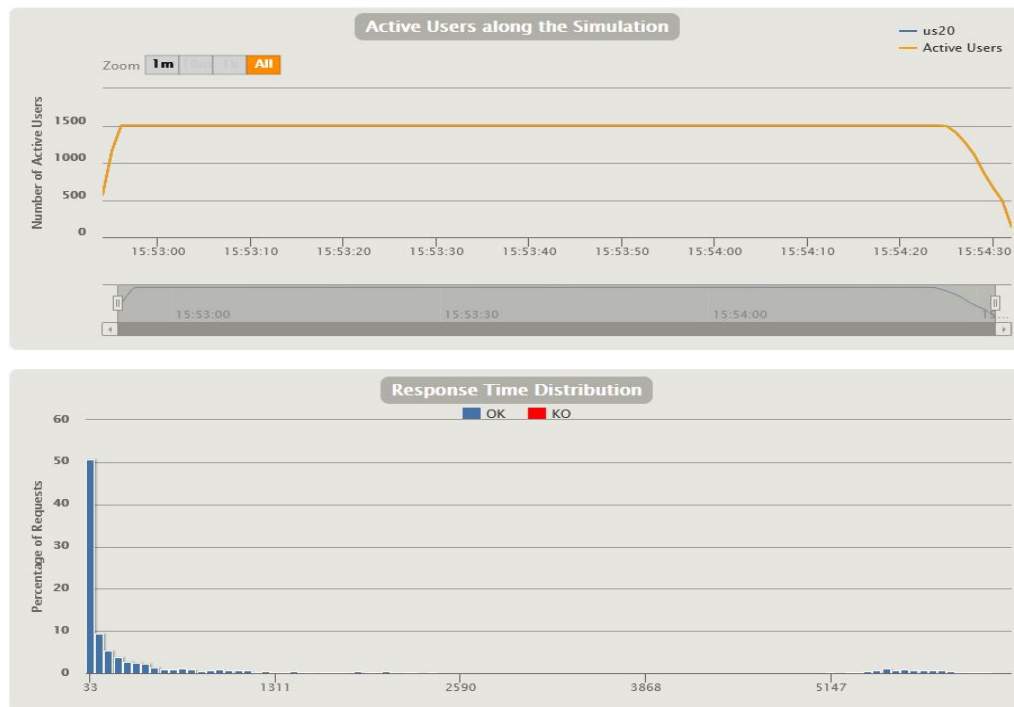 Active Users along the Simulation
us20
Active Users
Zoom 1m All
Number of Active Users
1500
1000
500
0
15:53:00 15:53:10 15:53:20 15:53:30 15:53:40 15:53:50 15:54:00 15:54:10 15:54:20 15:54:30
15:53:00 15:53:30 15:54:00 15...
Response Time Distribution
OK KO
Percentage of Requests
60
50
40
30
20
10
0
33 1311 2590 3868 5147